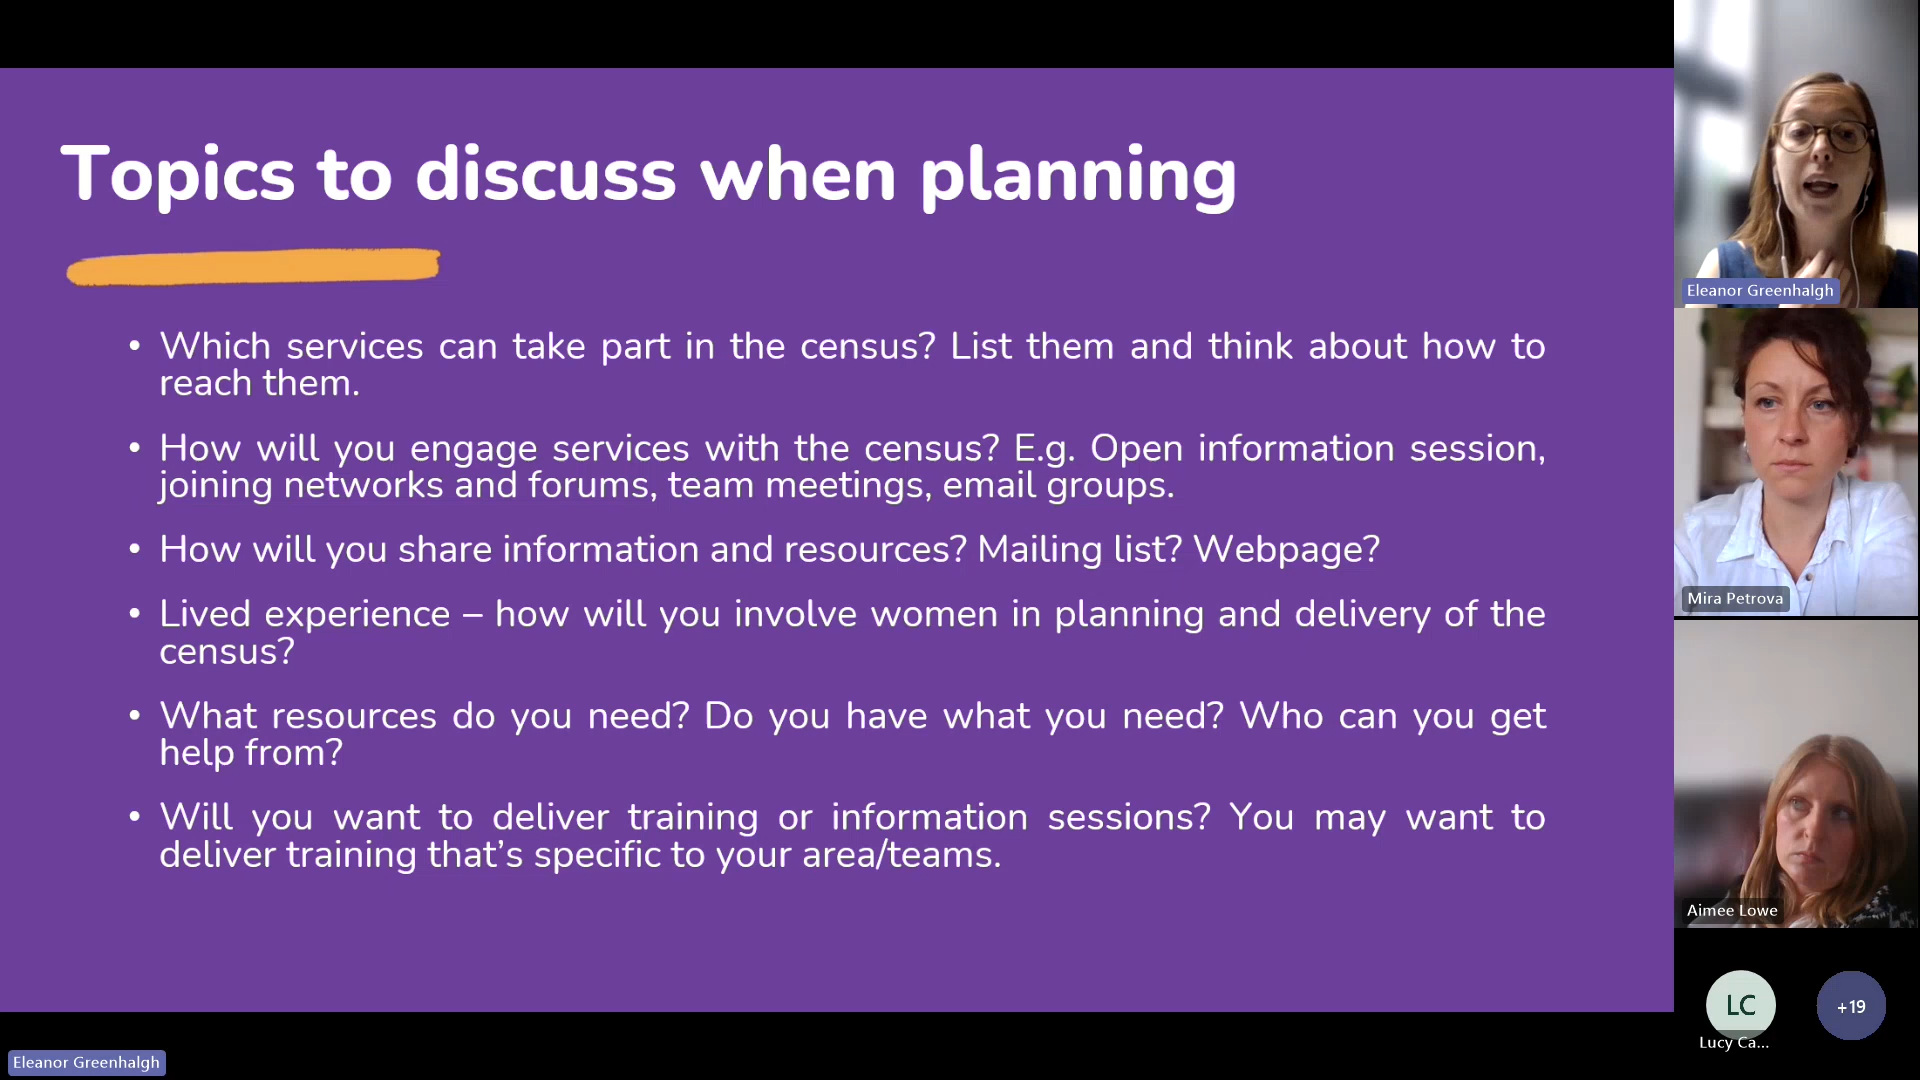 Topics to discuss when planning
• Which services can take part in the census? List them and think about how to
reach them.
• How will you engage services with the census? E.g. Open information session,
joining networks and forums, team meetings, email groups.
• How will you share information and resources? Mailing list? Webpage?
• Lived experience – how will you involve women in planning and delivery of the
census?
• What resources do you need? Do you have what you need? Who can you get
help from?
• Will you want to deliver training or information sessions? You may want to
deliver training that’s specific to your area/teams.
Eleanor Greenhalgh
Mira Petrova
Aimee Lowe
LC
+19
Lucy Ca...
Eleanor Greenhalgh